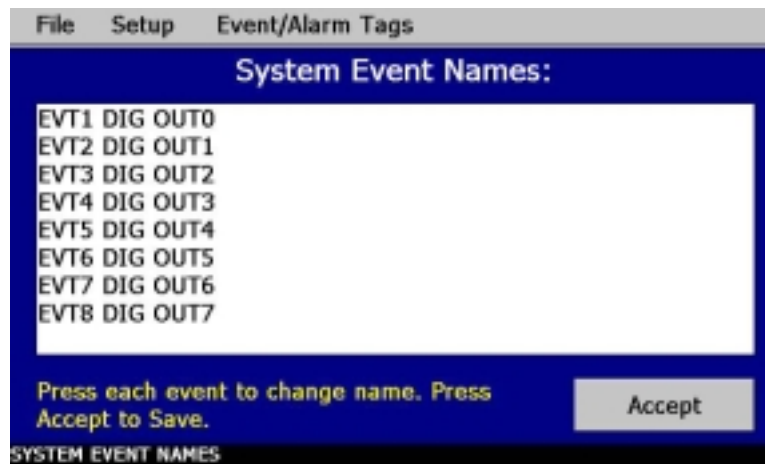 File Setup Event/Alarm Tags
System Event Names:
EVT1 DIG OUT0
EVT2 DIG OUT1
EVT3 DIG OUT2
EVT4 DIG OUT3
EVT5 DIG OUT4
EVT6 DIG OUT5
EVT7 DIG OUT6
EVT8 DIG OUT7
Press each event to change name. Press
Accept to Save.
Accept
SYSTEM EVENT NAMES